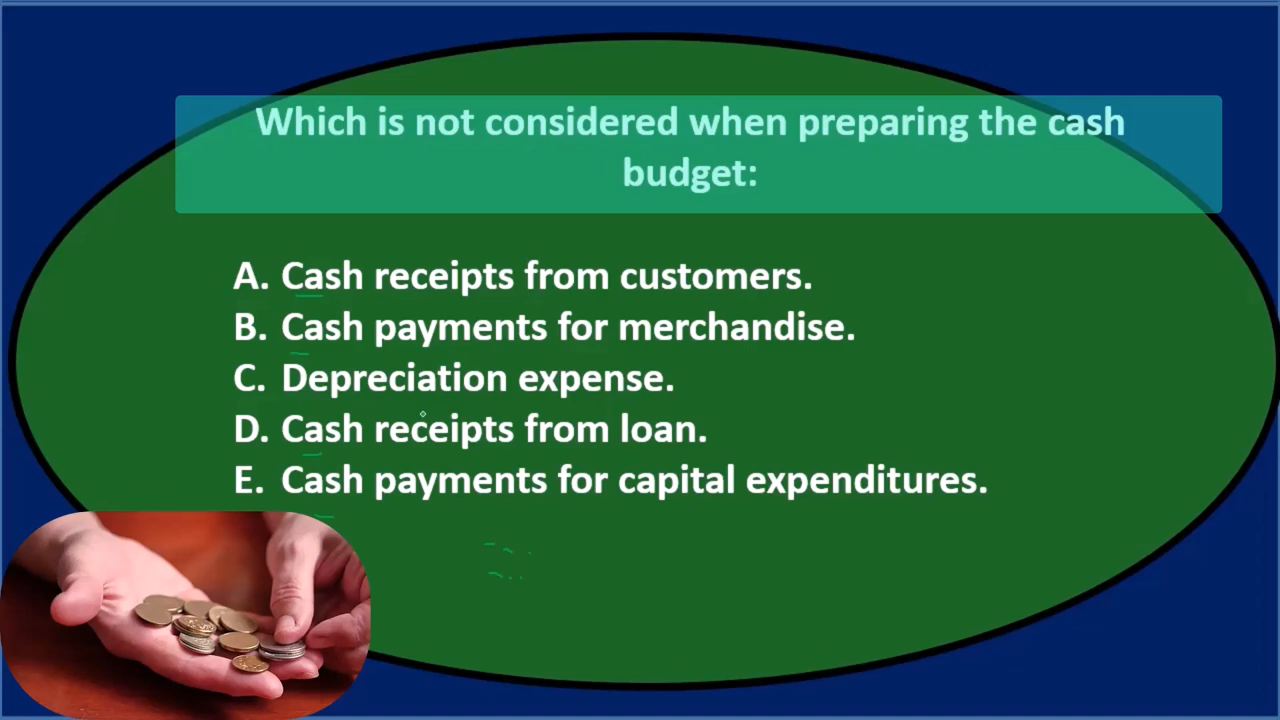 Which is not considered when preparing the cash
budget:
A. Cash receipts from customers.
B. Cash payments for merchandise.
C. Depreciation expense.
D. Cash receipts from loan.
E. Cash payments for capital expenditures.